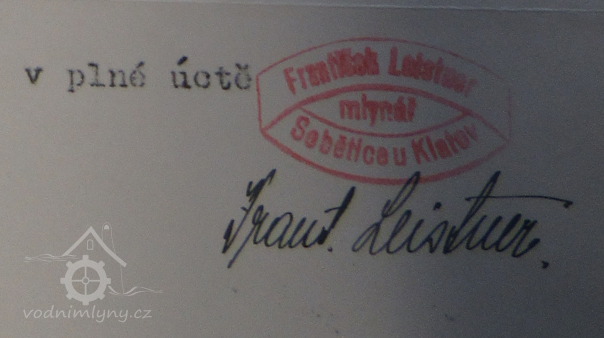 v plné úctě
František Leistner
mlynář
Sobětice u Klatov
Frant. Leistner.
vodnimlyny.cz